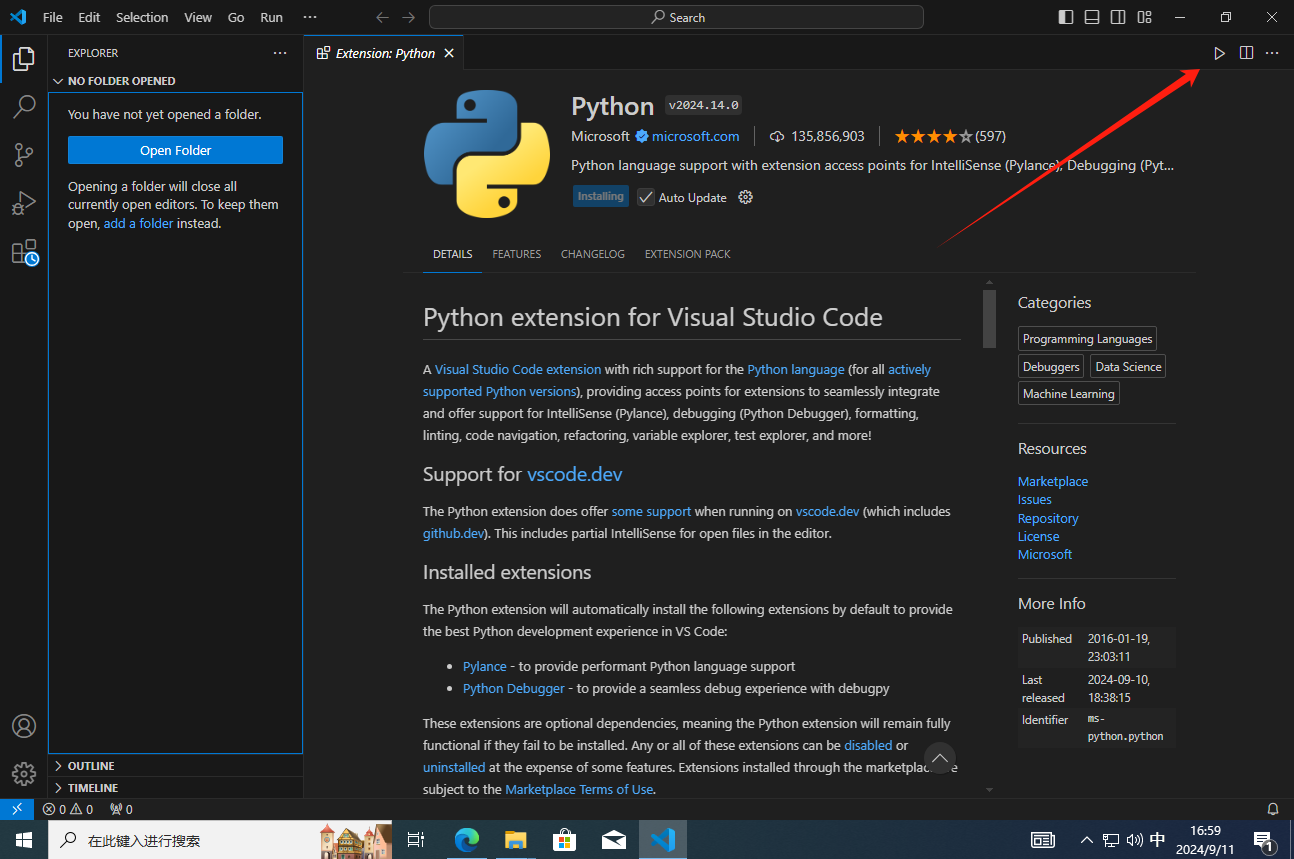 File Edit Selection View Go Run ···
Search
EXPLORER ···
NO FOLDER OPENED
You have not yet opened a folder.
Open Folder
Opening a folder will close all
currently open editors. To keep them
open, add a folder instead.
OUTLINE
TIMELINE
Extension: Python
Python v2024.14.0
Microsoft microsoft.com 135,856,903 (597)
Python language support with extension access points for IntelliSense (Pylance), Debugging (Pyt...
Installing Auto Update
DETAILS FEATURES CHANGELOG EXTENSION PACK
Python extension for Visual Studio Code
A Visual Studio Code extension with rich support for the Python language (for all actively
supported Python versions), providing access points for extensions to seamlessly integrate
and offer support for IntelliSense (Pylance), debugging (Python Debugger), formatting,
linting, code navigation, refactoring, variable explorer, test explorer, and more!
Support for vscode.dev
The Python extension does offer some support when running on vscode.dev (which includes
github.dev). This includes partial IntelliSense for open files in the editor.
Installed extensions
The Python extension will automatically install the following extensions by default to provide
the best Python development experience in VS Code:
• Pylance - to provide performant Python language support
• Python Debugger - to provide a seamless debug experience with debugpy
These extensions are optional dependencies, meaning the Python extension will remain fully
functional if they fail to be installed. Any or all of these extensions can be disabled or
uninstalled at the expense of some features. Extensions installed through the
subject to the Marketplace Terms of Use.
Categories
Programming Languages
Debuggers Data Science
Machine Learning
Resources
Marketplace
Issues
Repository
License
Microsoft
More Info
Published 2016-01-19,
23:03:11
Last 2024-09-10,
released 18:38:15
Identifier ms-
python.python
0 0 0
在此键入进行搜索
中
16:59
2024/9/11
1